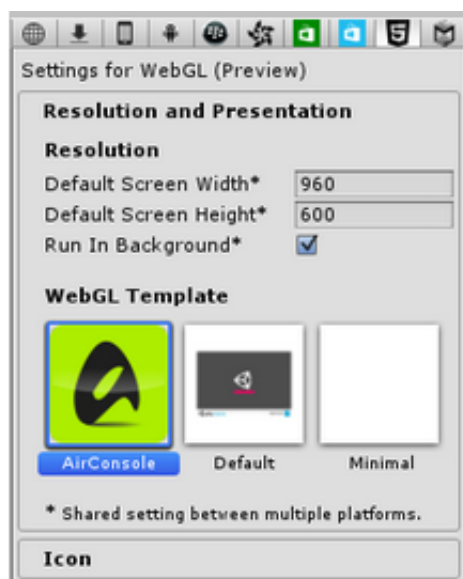 Settings for WebGL (Preview)
Resolution and Presentation
Resolution
Default Screen Width* 960
Default Screen Height* 600
Run In Background*
WebGL Template
AirConsole Default Minimal
* Shared setting between multiple platforms.
Icon